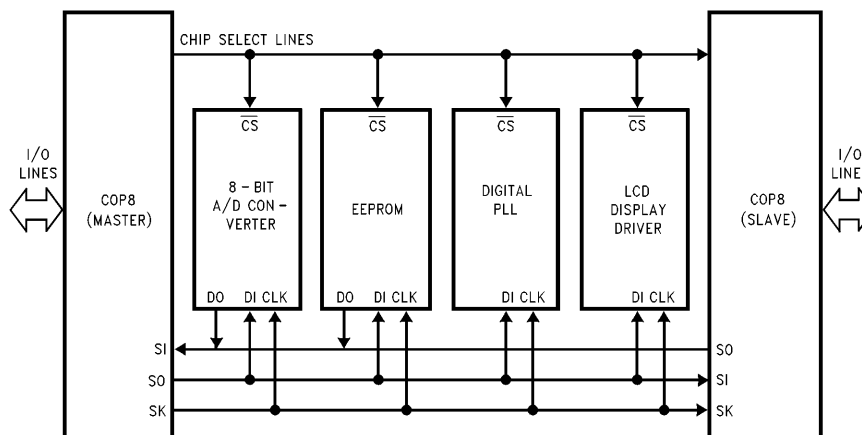 CHIP SELECT LINES
CS
CS
CS
CS
I/O
LINES
COP8
(MASTER)
8 - BIT
A/D CON -
VERTER
EEPROM
DIGITAL
PLL
LCD
DISPLAY
DRIVER
COP8
(SLAVE)
I/O
LINE
DO DI CLK
DO DI CLK
DI CLK
DI CLK
SI
SO
SO
SI
SK
SK